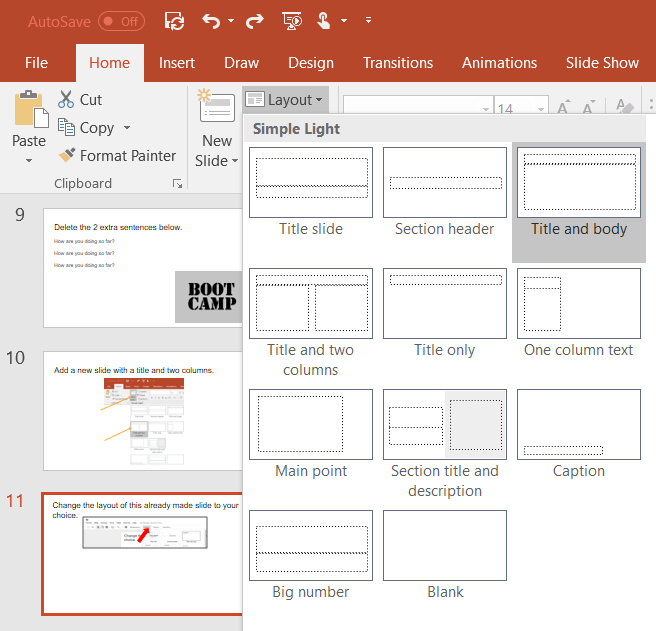 AutoSave Off
File Home Insert Draw Design Transitions Animations Slide Show
Paste
Cut
Copy
Format Painter
Clipboard
New
Slide
Layout
14
Simple Light
Title slide
Section header
Title and body
Title and two
columns
Title only
One column text
Main point
Section title and
description
Caption
Big number
Blank
9
Delete the 2 extra sentences below.
How are you doing so far?
How are you doing so far?
How are you doing so far?
BOOT
CAMP
10
Add a new slide with a title and two columns.
11
Change the layout of this already made slide to your
choice.